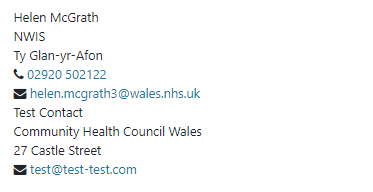 Helen McGrath
NWIS
Ty Glan-yr-Afon
02920 502122
helen.mcgrath3@wales.nhs.uk
Test Contact
Community Health Council Wales
27 Castle Street
test@test-test.com